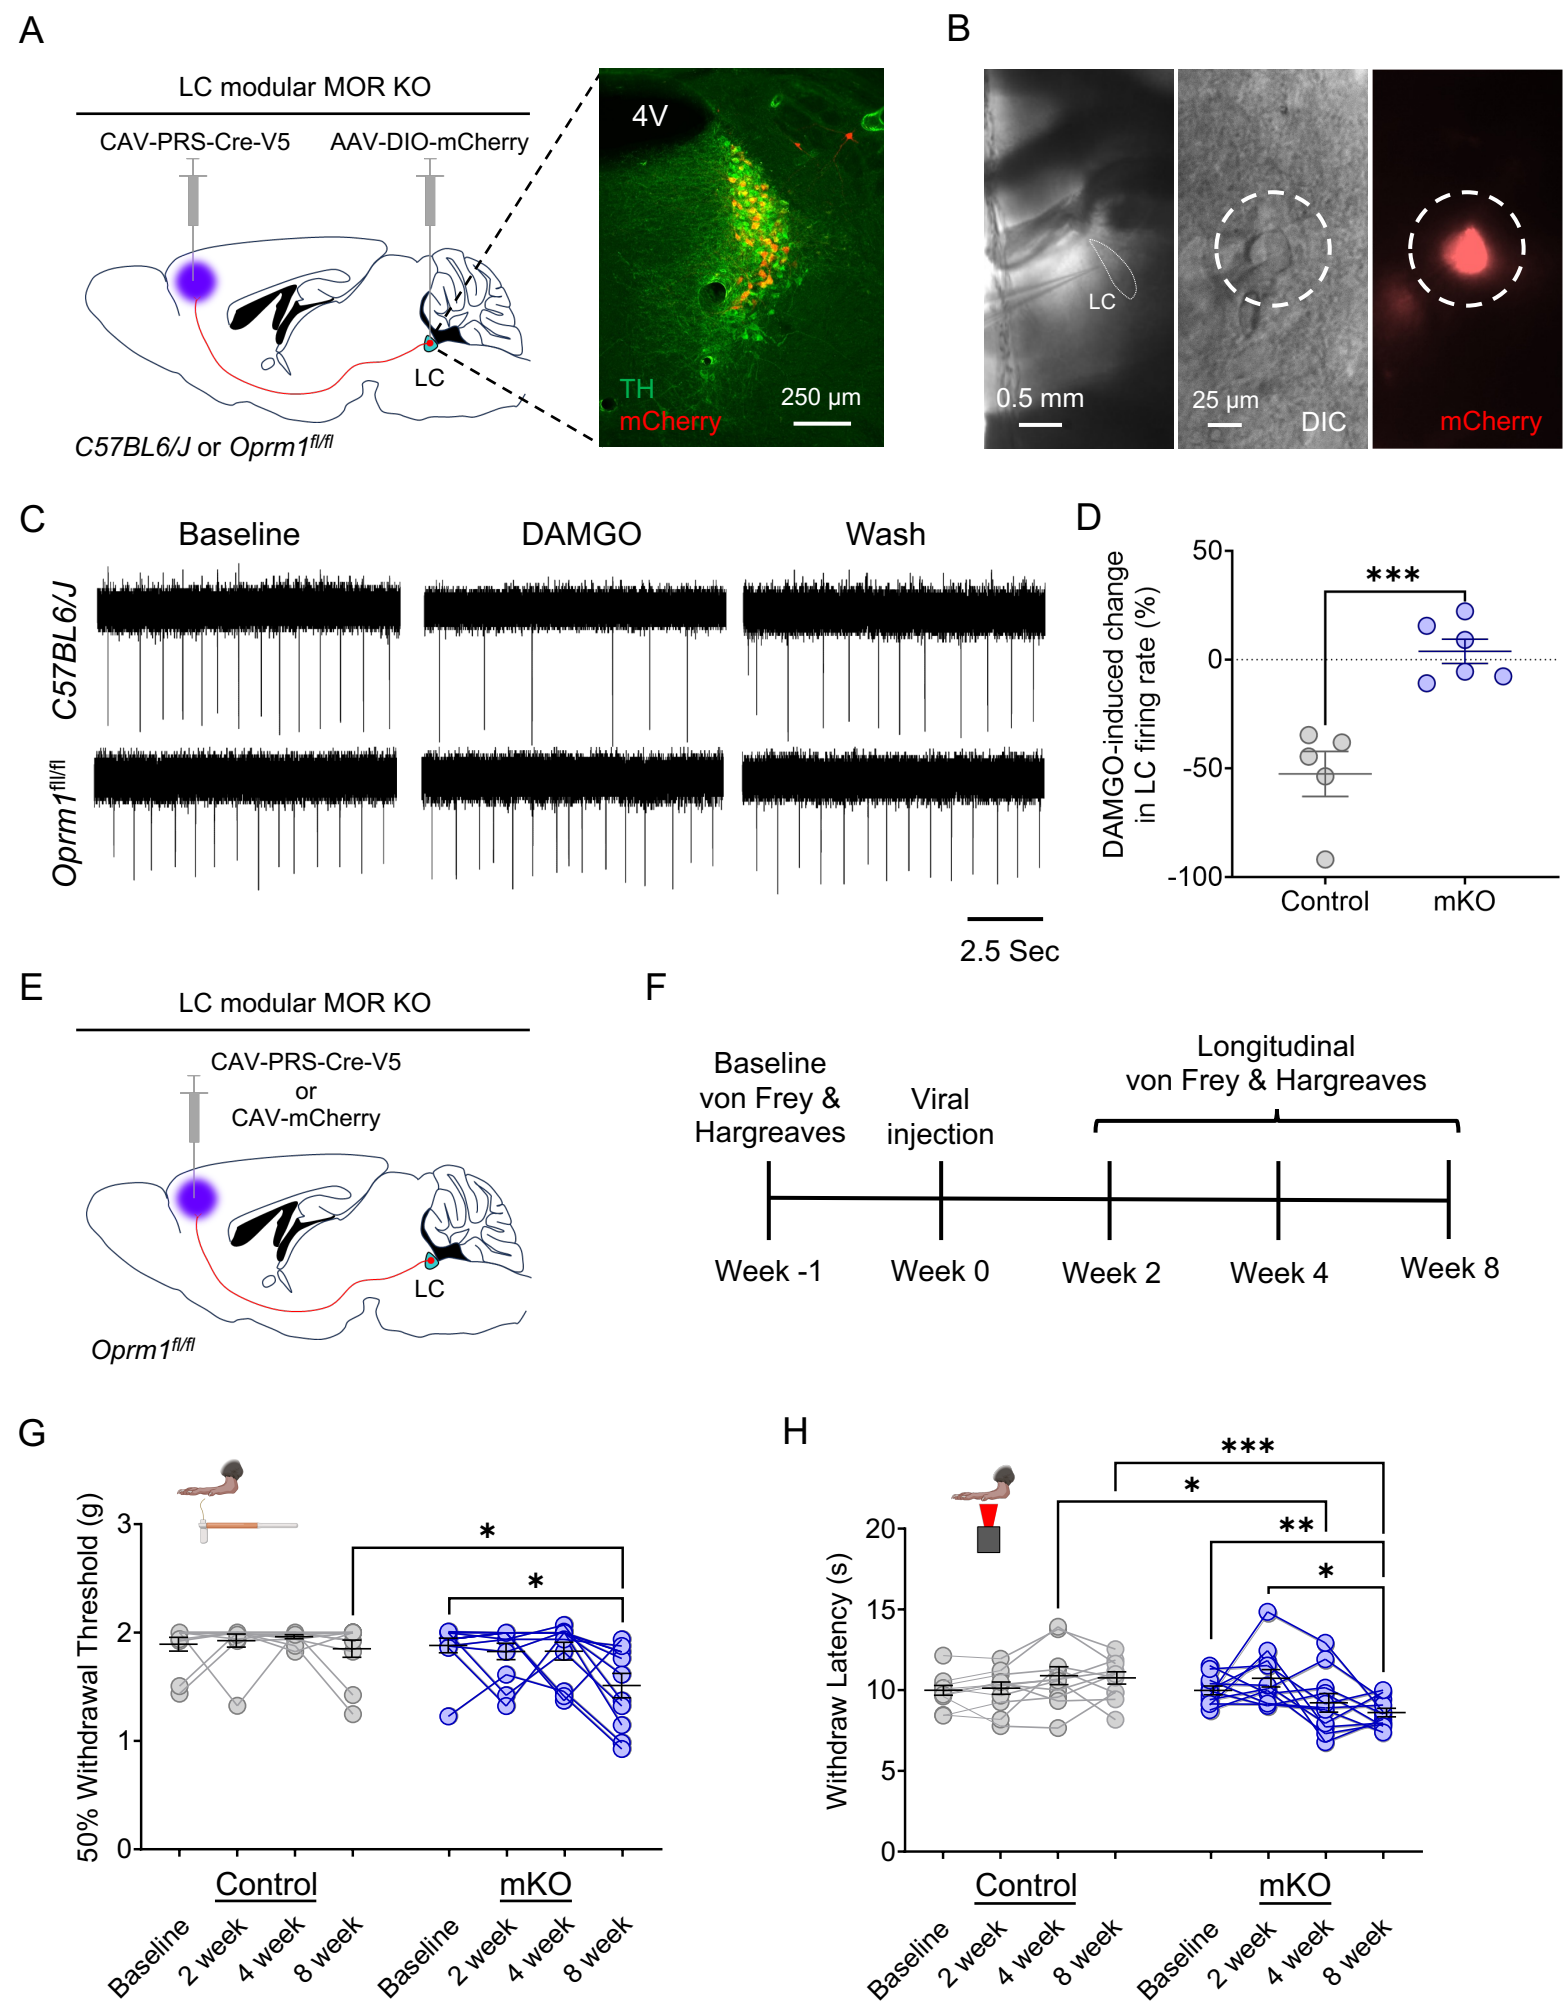 A
LC modular MOR KO
CAV-PRS-Cre-V5
AAV-DIO-mCherry
LC
C57BL6/J or Oprm1fl/fl
4V
TH
mCherry
250 µm
B
LC
0.5 mm
25 µm
DIC
mCherry
C
Baseline
DAMGO
Wash
C57BL6/J
Oprm1fll/fl
2.5 Sec
D
DAMGO-induced change
in LC firing rate (%)
50
0
-50
-100
***
Control
mKO
E
LC modular MOR KO
CAV-PRS-Cre-V5
or
CAV-mCherry
LC
Oprm1fl/fl
F
Baseline
von Frey &
Hargreaves
Viral
injection
Longitudinal
von Frey & Hargreaves
Week -1
Week 0
Week 2
Week 4
Week 8
G
50% Withdrawal Threshold (g)
3
2
1
0
*
*
Control
mKO
Baseline
2 week
4 week
8 week
Baseline
2 week
4 week
8 week
H
Withdraw Latency (s)
20
15
10
5
0
***
*
**
*
Control
mKO
Baseline
2 week
4 week
8 week
Baseline
2 week
4 week
8 week